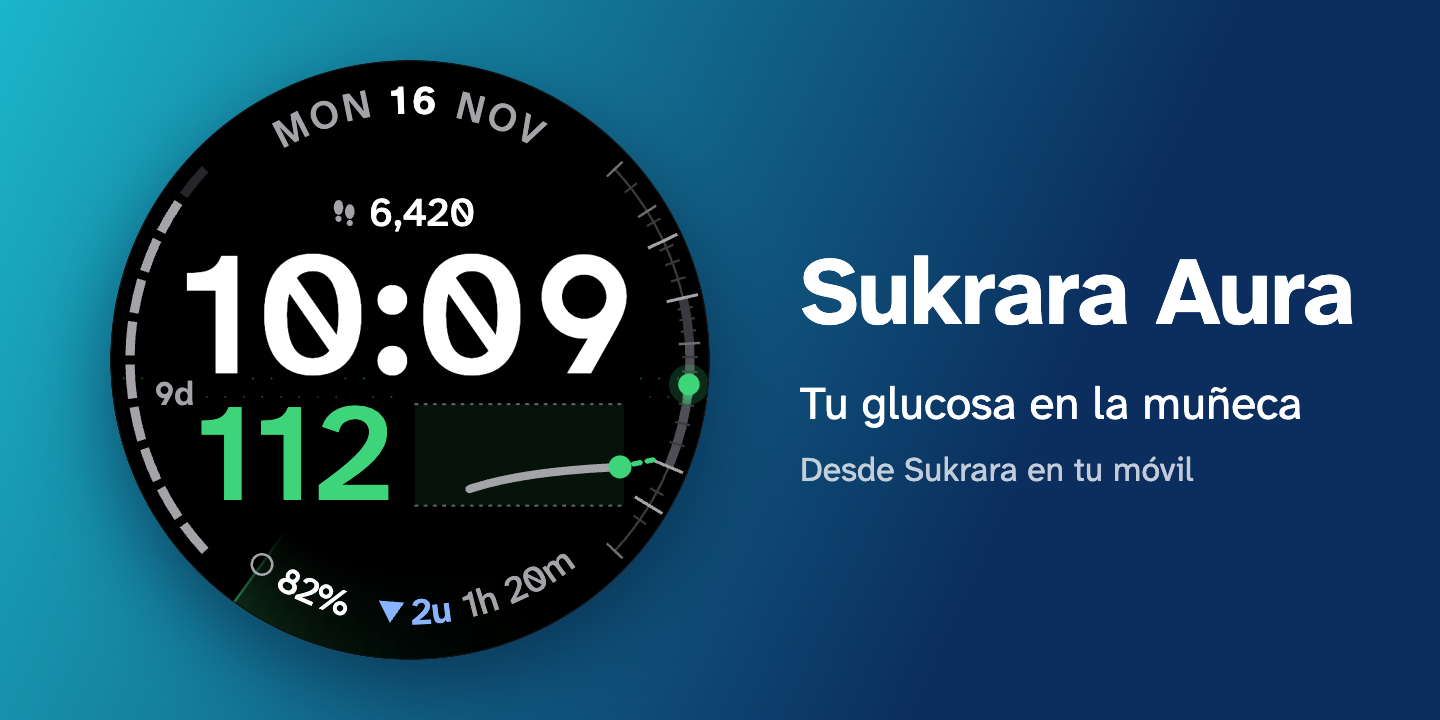 MON 16 NOV
6,420
10:09
9d
112
82%
2u 1h 20m
Sukrara Aura
Tu glucosa en la muñeca
Desde Sukrara en tu móvil